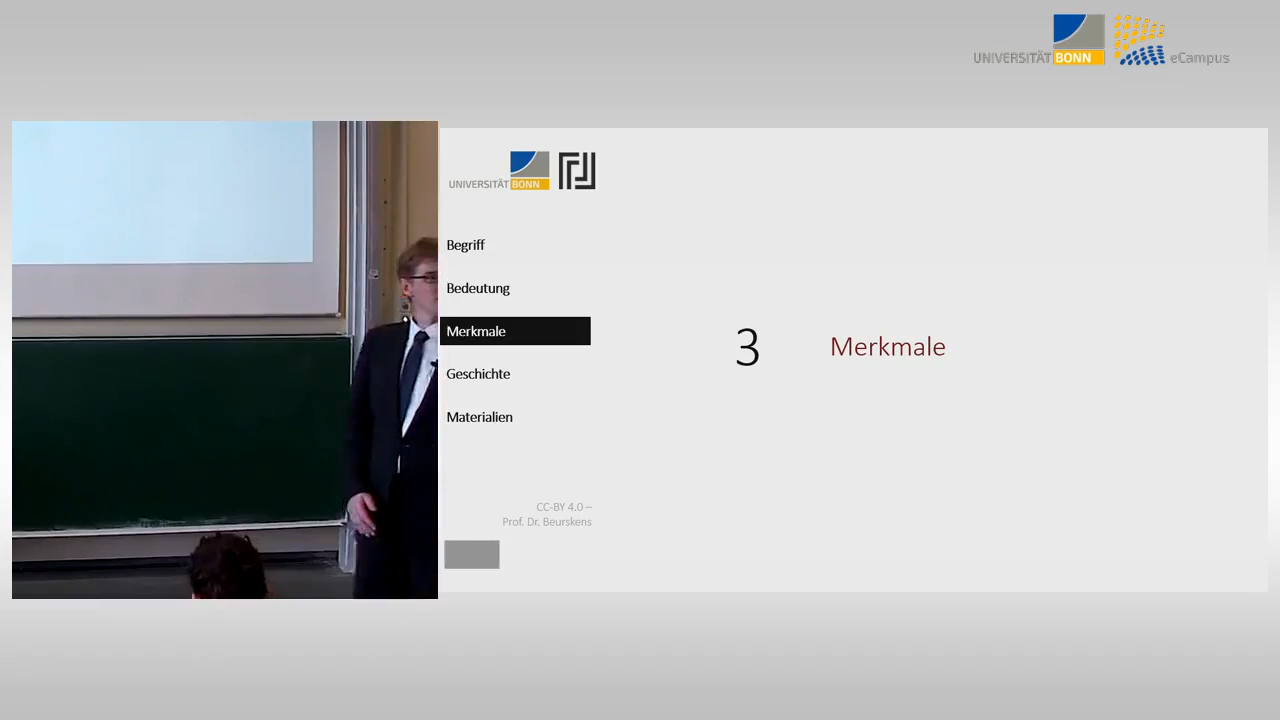 UNIVERSITÄT BONN eCampus
UNIVERSITÄT BONN
Begriff
Bedeutung
Merkmale
Geschichte
Materialien
3 Merkmale
CC-BY 4.0 –
Prof. Dr. Beurskens